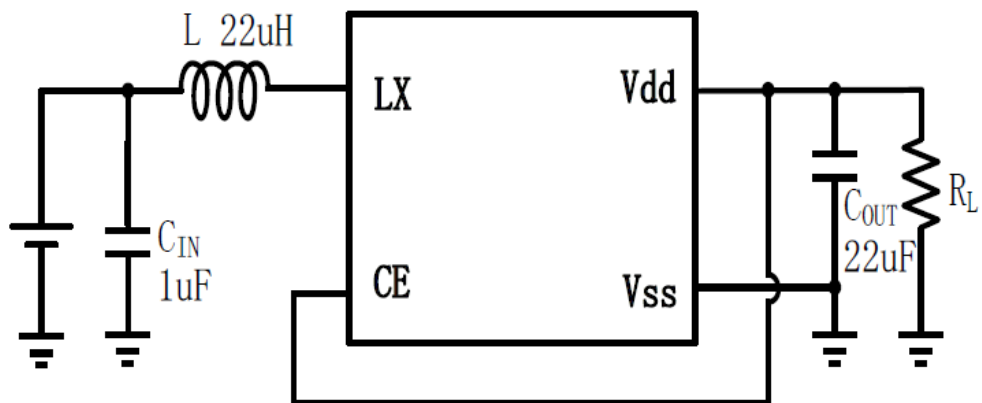 L 22uH
LX
Vdd
CE
Vss
CIN
1uF
COUT
22uF
RL